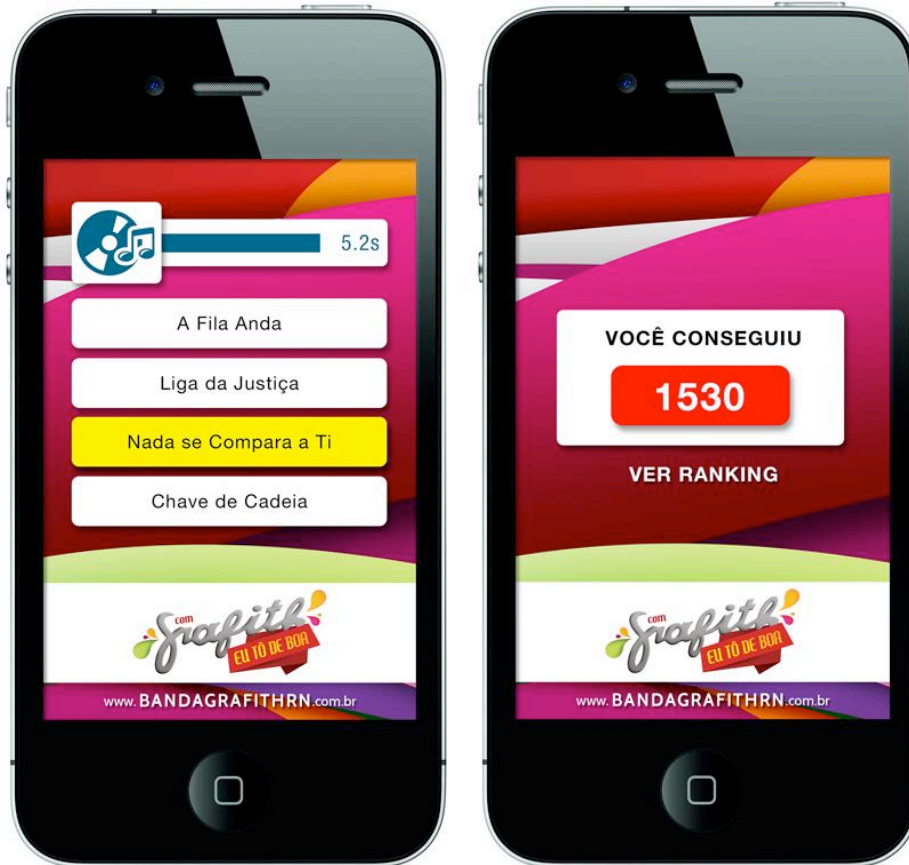 5.2s
A Fila Anda
Liga da Justiça
Nada se Compara a Ti
Chave de Cadeia
com
Grafith
EU TÔ DE BOA
www.BANDAGRAFITHRN.com.br
VOCÊ CONSEGUIU
1530
VER RANKING
com
Grafith
EU TÔ DE BOA
www.BANDAGRAFITHRN.com.br